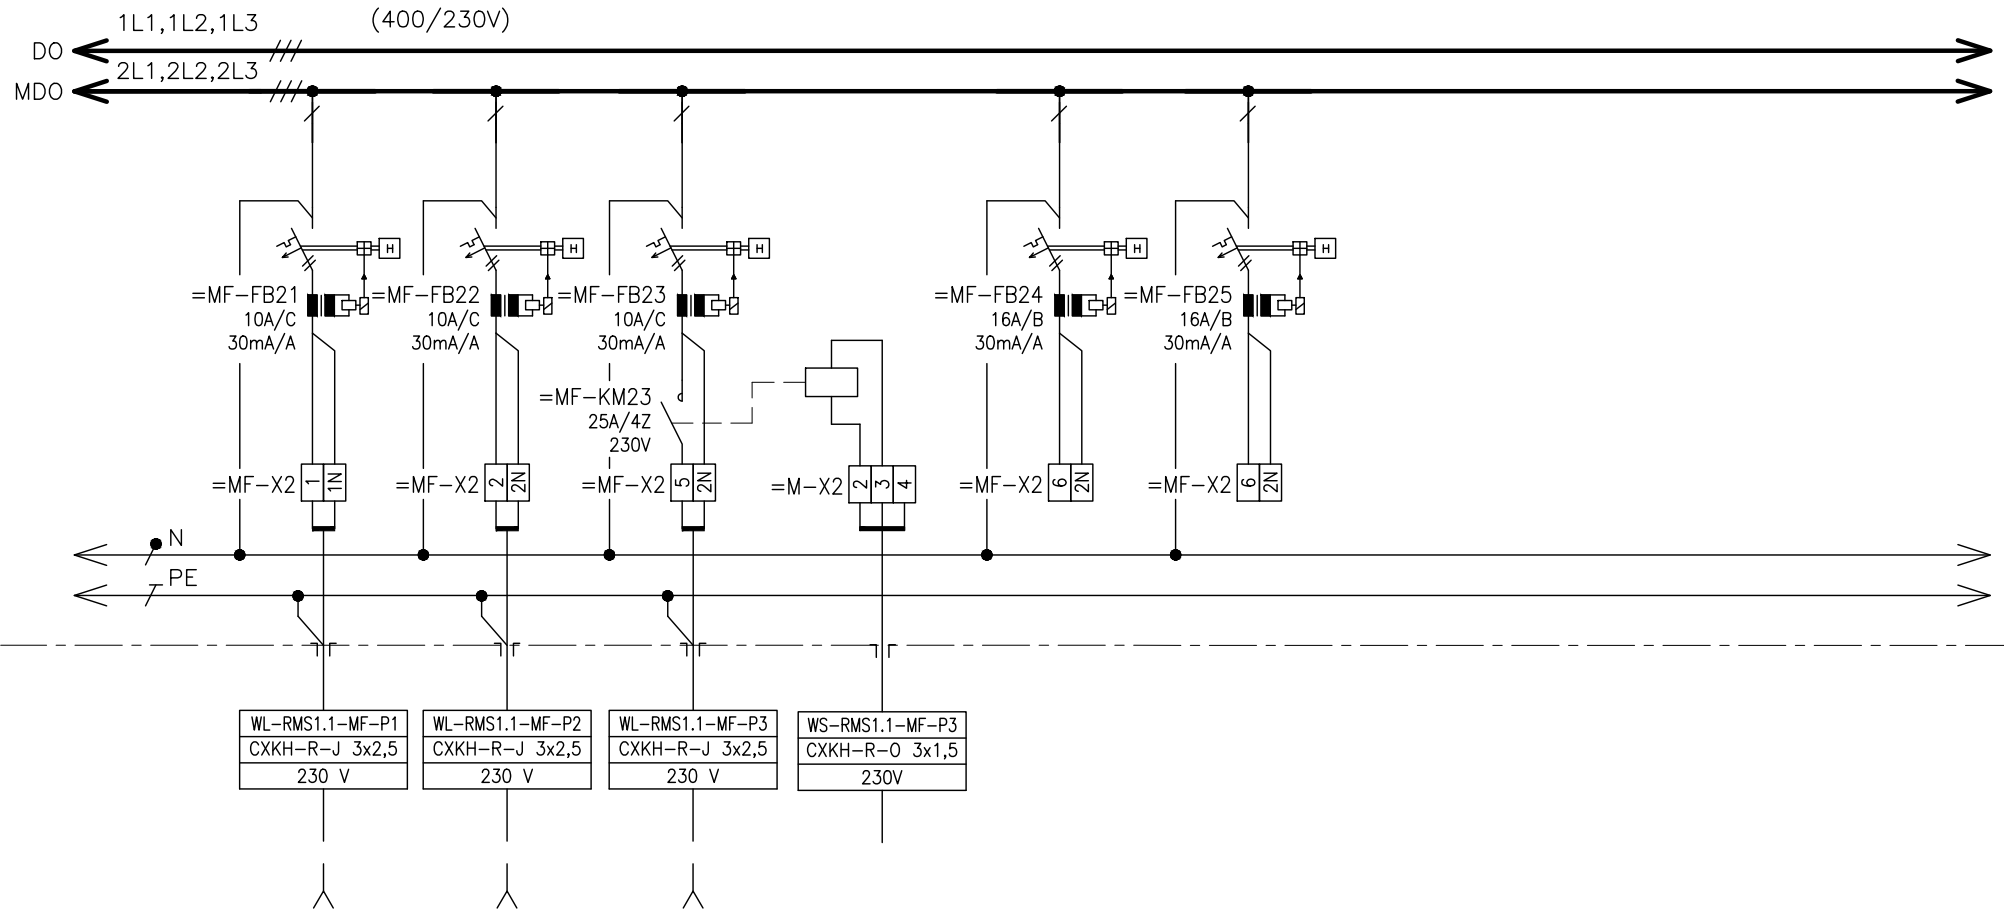 1L1,1L2,1L3 (400/230V)
DO
2L1,2L2,2L3
MDO
H H H H H
=MF-FB21 =MF-FB22 =MF-FB23 =MF-FB24 =MF-FB25
10A/C 10A/C 10A/C 16A/B 16A/B
30mA/A 30mA/A 30mA/A 30mA/A 30mA/A
=MF-KM23
25A/4Z
230V
=MF-X2 1 1N =MF-X2 2 2N =MF-X2 5 2N =M-X2 2 3 4 =MF-X2 6 2N =MF-X2 6 2N
N
PE
WL-RMS1.1-MF-P1 WL-RMS1.1-MF-P2 WL-RMS1.1-MF-P3 WS-RMS1.1-MF-P3
CXKH-R-J 3x2,5 CXKH-R-J 3x2,5 CXKH-R-J 3x2,5 CXKH-R-O 3x1,5
230 V 230 V 230 V 230V